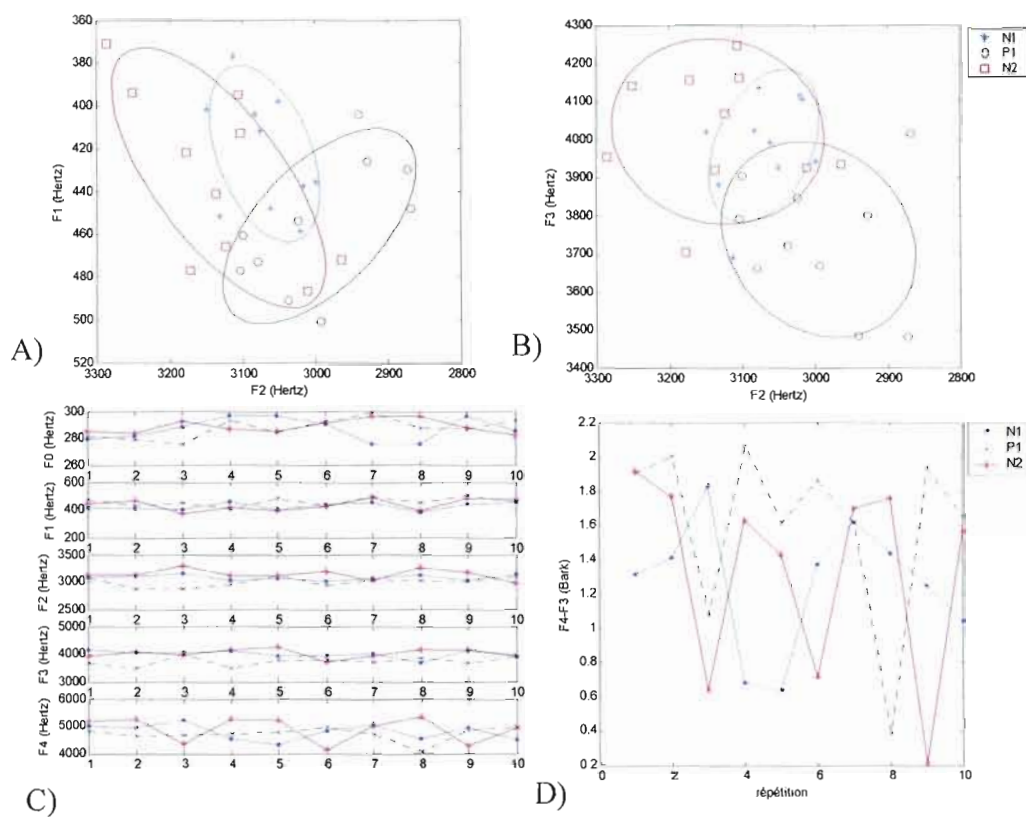 360
380
400
420
440
460
480
500
520
F1 (Hertz)
3300 3200 3100 3000 2900 2800
F2 (Hertz)
A)
4300
4200
4100
4000
3900
3800
3700
3600
3500
3400
F3 (Hertz)
3300 3200 3100 3000 2900 2800
F2 (Hertz)
B)
N1
P1
N2
300
280
260
F0 (Hertz)
1 2 3 4 5 6 7 8 9 10
600
400
200
F1 (Hertz)
1 2 3 4 5 6 7 8 9 10
3500
3000
2500
F2 (Hertz)
1 2 3 4 5 6 7 8 9 10
5000
4000
3000
F3 (Hertz)
1 2 3 4 5 6 7 8 9 10
6000
5000
4000
F4 (Hertz)
1 2 3 4 5 6 7 8 9 10
C)
2.2
2
1.8
1.6
1.4
1.2
1
0.8
0.6
0.4
0.2
F4-F3 (Bark)
0 2 4 6 8 10
répétition
D)
N1
P1
N2